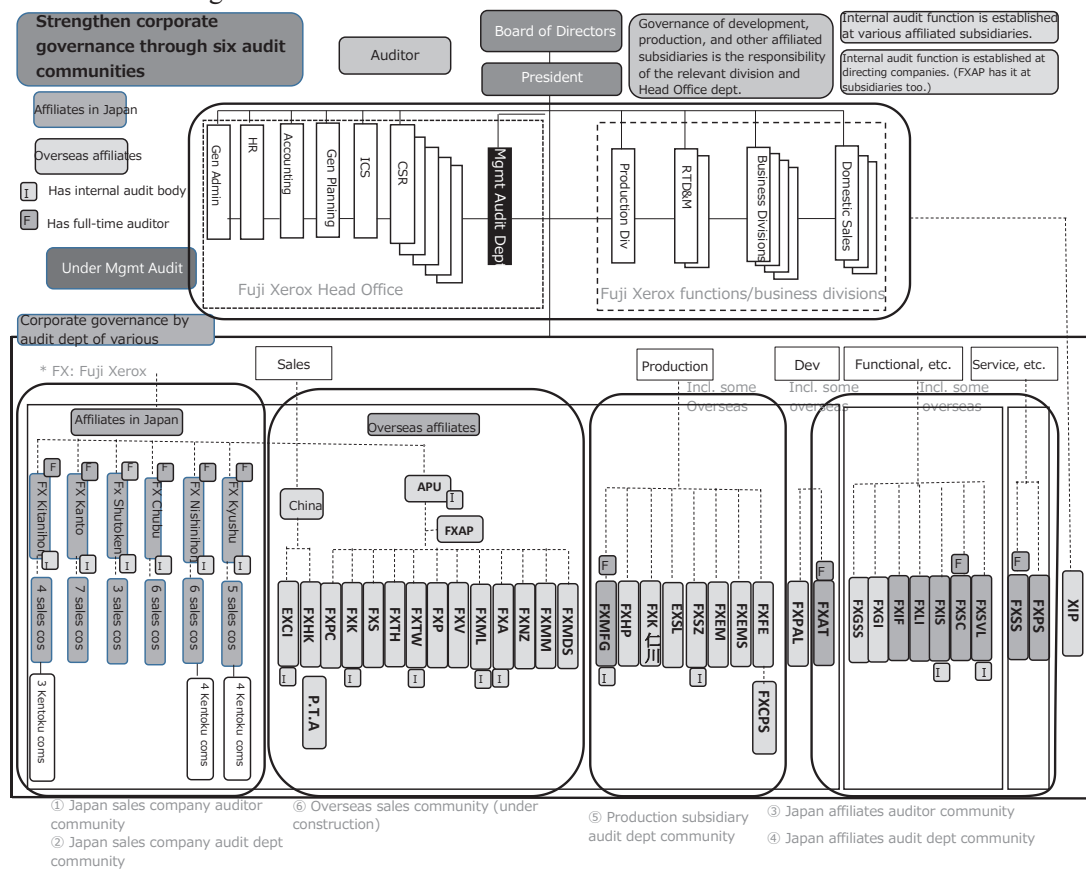 Strengthen corporate
governance through six audit
communities
Auditor
Board of Directors
President
Governance of development,
production, and other affiliated
subsidiaries is the responsibility
of the relevant division and
Head Office dept.
Internal audit function is established
at various affiliated subsidiaries.
Internal audit function is established at
directing companies. (FXAP has it at
subsidiaries too.)
Affiliates in Japan
Overseas affiliates
I Has internal audit body
F Has full-time auditor
Under Mgmt Audit
Gen Admin
HR
Accounting
Gen Planning
ICS
CSR
Mgmt Audit Dept
Production Div
RTD&M
Business Divisions
Domestic Sales
Fuji Xerox Head Office
Fuji Xerox functions/business divisions
Corporate governance by
audit dept of various
* FX: Fuji Xerox
Sales
Production
Incl. some
Overseas
Dev
Incl. some
overseas
Functional, etc.
Incl. some
overseas
Service, etc.
Affiliates in Japan
Overseas affiliates
China
APU
I
FXAP
F
F
F
F
F
F
FX Kitanihon
FX Kanto
Fx Shutoken
FX Chubu
FX Nishinihon
FX Kyushu
I
I
I
I
I
I
4 sales cos
7 sales cos
3 sales cos
6 sales cos
6 sales cos
5 sales cos
3 Kentoku coms
4 Kentoku coms
4 Kentoku coms
EXCI
FXHK
FXPC
FXK
FXS
FXTH
FXTW
FXP
FXV
FXML
FXA
FXNZ
FXMM
FXMDS
I
I
I
I
I
P.T.A
F
FXMFG
FXHP
FXK 仁川
EXSL
FXSZ
FXEM
FXEMS
FXFE
I
I
FXCPS
F
FXPAL
FXAT
F
FXGSS
FXGI
FXIF
FXLI
FXIS
FXSC
FXSVL
I
I
F
FXSS
FXPS
XIP
① Japan sales company auditor
community
② Japan sales company audit dept
community
⑥ Overseas sales community (under
construction)
⑤ Production subsidiary
audit dept community
③ Japan affiliates auditor community
④ Japan affiliates audit dept community